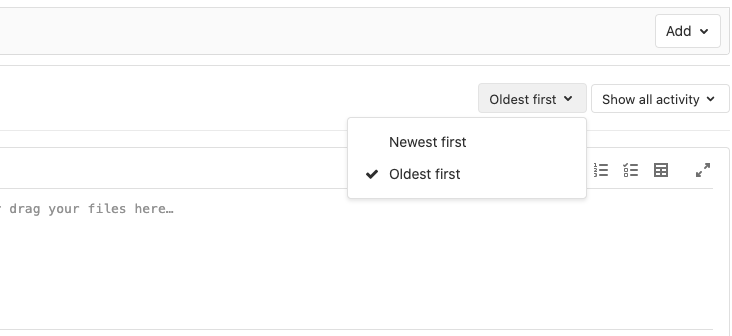 Add
Oldest first
Show all activity
Newest first
Oldest first
drag your files here…